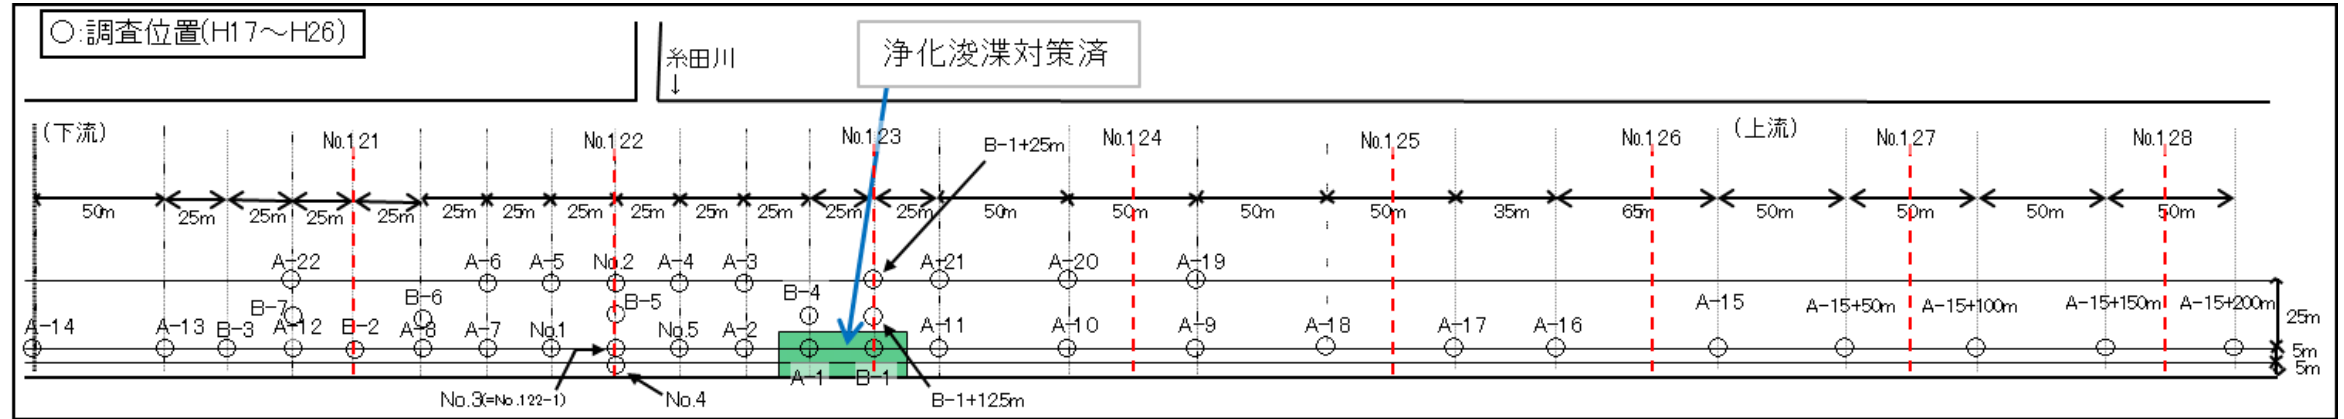 ○:調査位置(H17～H26)
糸田川
↓
浄化浚渫対策済
(下流)
(上流)
No.121
No.122
No.123
No.124
No.125
No.126
No.127
No.128
B-1+25m
50m
25m
25m
25m
25m
25m
25m
25m
25m
25m
25m
25m
25m
50m
50m
50m
50m
35m
65m
50m
50m
50m
50m
A-22
A-6
A-5
No.2
A-4
A-3
A-21
A-20
A-19
B-7
B-6
B-5
B-4
A-15
A-15+50m
A-15+100m
A-15+150m
A-15+200m
25m
A-14
A-13
B-3
A-12
B-2
A-8
A-7
No.1
No.5
A-2
A-11
A-10
A-9
A-18
A-17
A-16
5m
5m
A-1
B-1
No.3(=No.122-1)
No.4
B-1+125m